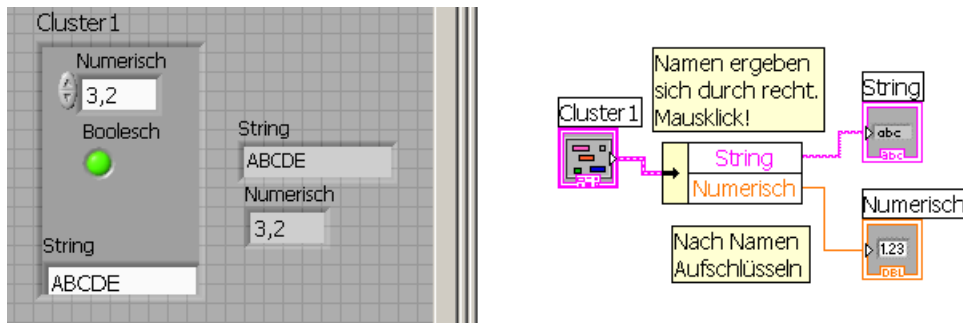 Cluster1
Numerisch
3,2
Boolesch
String
ABCDE
String
ABCDE
Numerisch
3,2
Cluster1
Namen ergeben
sich durch recht.
Mausklick!
String
Numerisch
Nach Namen
Aufschlüsseln
String
abc
abc
Numerisch
1.23
DBL